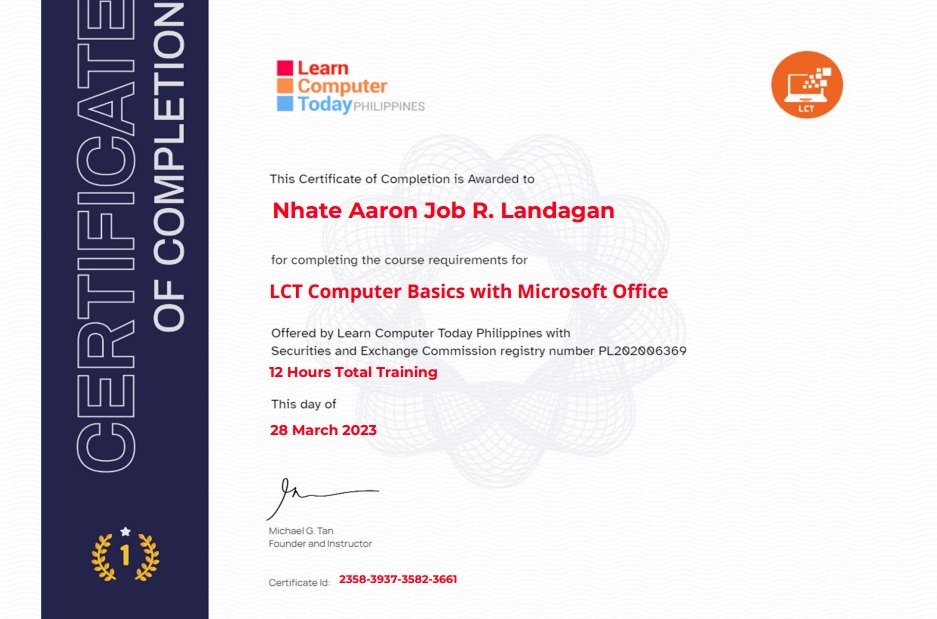 CERTIFICATE
OF COMPLETION
Learn
Computer
Today PHILIPPINES
LCT
This Certificate of Completion is Awarded to
Nhate Aaron Job R. Landagan
for completing the course requirements for
LCT Computer Basics with Microsoft Office
Offered by Learn Computer Today Philippines with
Securities and Exchange Commission registry number PL202006369
12 Hours Total Training
This day of
28 March 2023
Michael G. Tan
Founder and Instructor
1
Certificate Id: 2358-3937-3582-3661